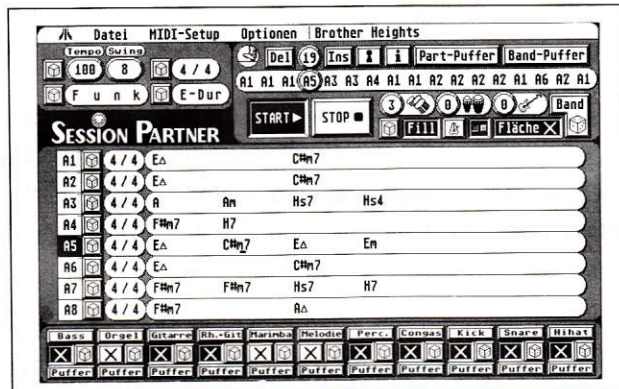 Datei MIDI-Setup Optionen Brother Heights
Tempo Swing
100 8 4/4
Del 19 Ins i Part-Puffer Band-Puffer
A1 A1 A1 A5 A3 A3 A4 A1 A1 A2 A2 A2 A2 A1 A6 A2 A1
Funk E-Dur
START STOP
3 0 0 Band
Fill Fläche
SESSION PARTNER
A1 4/4 E△ C#m7
A2 4/4 E△ C#m7
A3 4/4 A Am Hs7 Hs4
A4 4/4 F#m7 H7
A5 4/4 E△ C#m7 E△ Em
A6 4/4 E△ C#m7
A7 4/4 F#m7 F#m7 Hs7 H7
A8 4/4 F#m7 A△
Bass Orgel Gitarre Rh.-Git Marimba Melodie Perc. Congas Kick Snare Hihat
Puffer Puffer Puffer Puffer Puffer Puffer Puffer Puffer Puffer Puffer Puffer